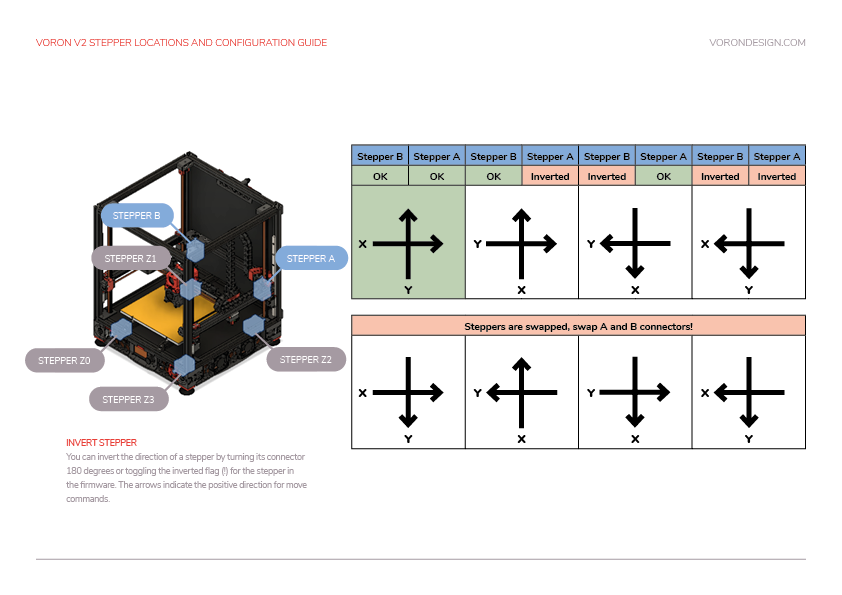 VORON V2 STEPPER LOCATIONS AND CONFIGURATION GUIDE
VORONDESIGN.COM
STEPPER B
STEPPER Z1
STEPPER A
STEPPER Z0
STEPPER Z2
STEPPER Z3
INVERT STEPPER
You can invert the direction of a stepper by turning its connector
180 degrees or toggling the inverted flag (!) for the stepper in
the firmware. The arrows indicate the positive direction for move
commands.
Stepper B Stepper A Stepper B Stepper A Stepper B Stepper A Stepper B Stepper A
OK OK OK Inverted Inverted OK Inverted Inverted
X Y Y X
Y X X Y
Steppers are swapped, swap A and B connectors!
X Y Y X
Y X X Y